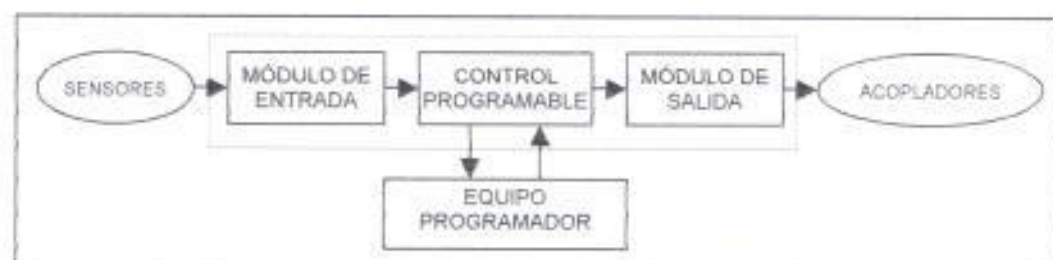 SENSORES
MÓDULO DE
ENTRADA
CONTROL
PROGRAMABLE
MÓDULO DE
SALIDA
ACOPLADORES
EQUIPO
PROGRAMADOR